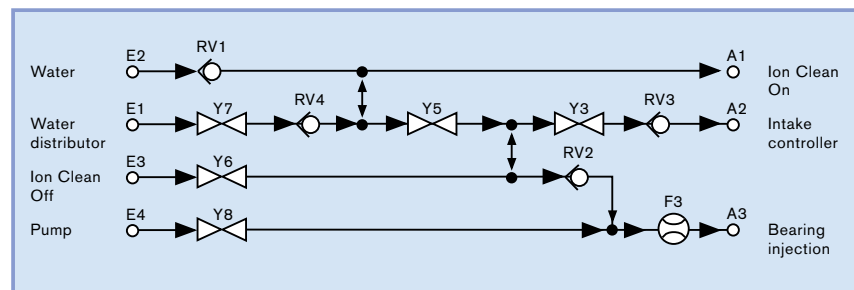 E2
RV1
A1
Water
Ion Clean
On
E1
Y7
RV4
Y5
Y3
RV3
A2
Water
distributor
Intake
controller
E3
Y6
RV2
Ion Clean
Off
E4
Y8
F3
A3
Pump
Bearing
injection